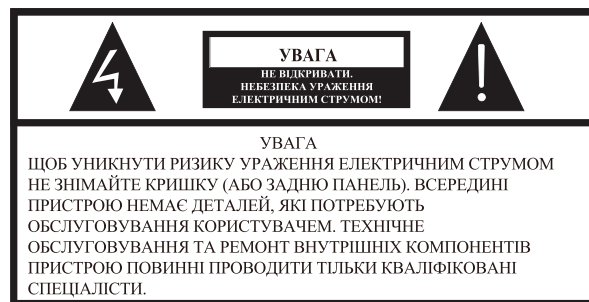 УВАГА
НЕ ВІДКРИВАТИ.
НЕБЕЗПЕКА УРАЖЕННЯ
ЕЛЕКТРИЧНИМ СТРУМОМ!
УВАГА
ЩОБ УНИКНУТИ РИЗИКУ УРАЖЕННЯ ЕЛЕКТРИЧНИМ СТРУМОМ
НЕ ЗНІМАЙТЕ КРИШКУ (АБО ЗАДНЮ ПАНЕЛЬ). ВСЕРЕДИНІ
ПРИСТРОЮ НЕМАЄ ДЕТАЛЕЙ, ЯКІ ПОТРЕБУЮТЬ
ОБСЛУГОВУВАННЯ КОРИСТУВАЧЕМ. ТЕХНІЧНЕ
ОБСЛУГОВУВАННЯ ТА РЕМОНТ ВНУТРІШНІХ КОМПОНЕНТІВ
ПРИСТРОЮ ПОВИННІ ПРОВОДИТИ ТІЛЬКИ КВАЛІФІКОВАНІ
СПЕЦІАЛІСТИ.